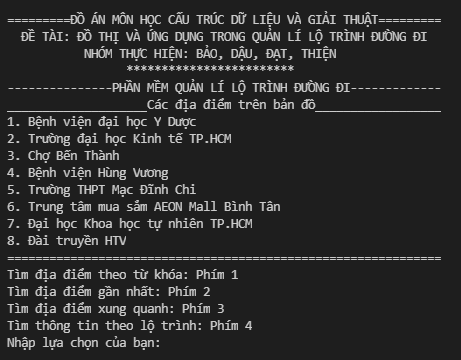 =========ĐỒ ÁN MÔN HỌC CẤU TRÚC DỮ LIỆU VÀ GIẢI THUẬT=========
ĐỀ TÀI: ĐỒ THỊ VÀ ỨNG DỤNG TRONG QUẢN LÍ LỘ TRÌNH ĐƯỜNG ĐI
NHÓM THỰC HIỆN: BẢO, DẬU, ĐẠT, THIỆN
************************
---------------PHẦN MỀM QUẢN LÍ LỘ TRÌNH ĐƯỜNG ĐI-------------
____________________Các địa điểm trên bản đồ__________________
1. Bệnh viện đại học Y Dược
2. Trường đại học Kinh tế TP.HCM
3. Chợ Bến Thành
4. Bệnh viện Hùng Vương
5. Trường THPT Mạc Đĩnh Chi
6. Trung tâm mua sắm AEON Mall Bình Tân
7. Đại học Khoa học tự nhiên TP.HCM
8. Đài truyền HTV
==============================================================
Tìm địa điểm theo từ khóa: Phím 1
Tìm địa điểm gần nhất: Phím 2
Tìm địa điểm xung quanh: Phím 3
Tìm thông tin theo lộ trình: Phím 4
Nhập lựa chọn của bạn: